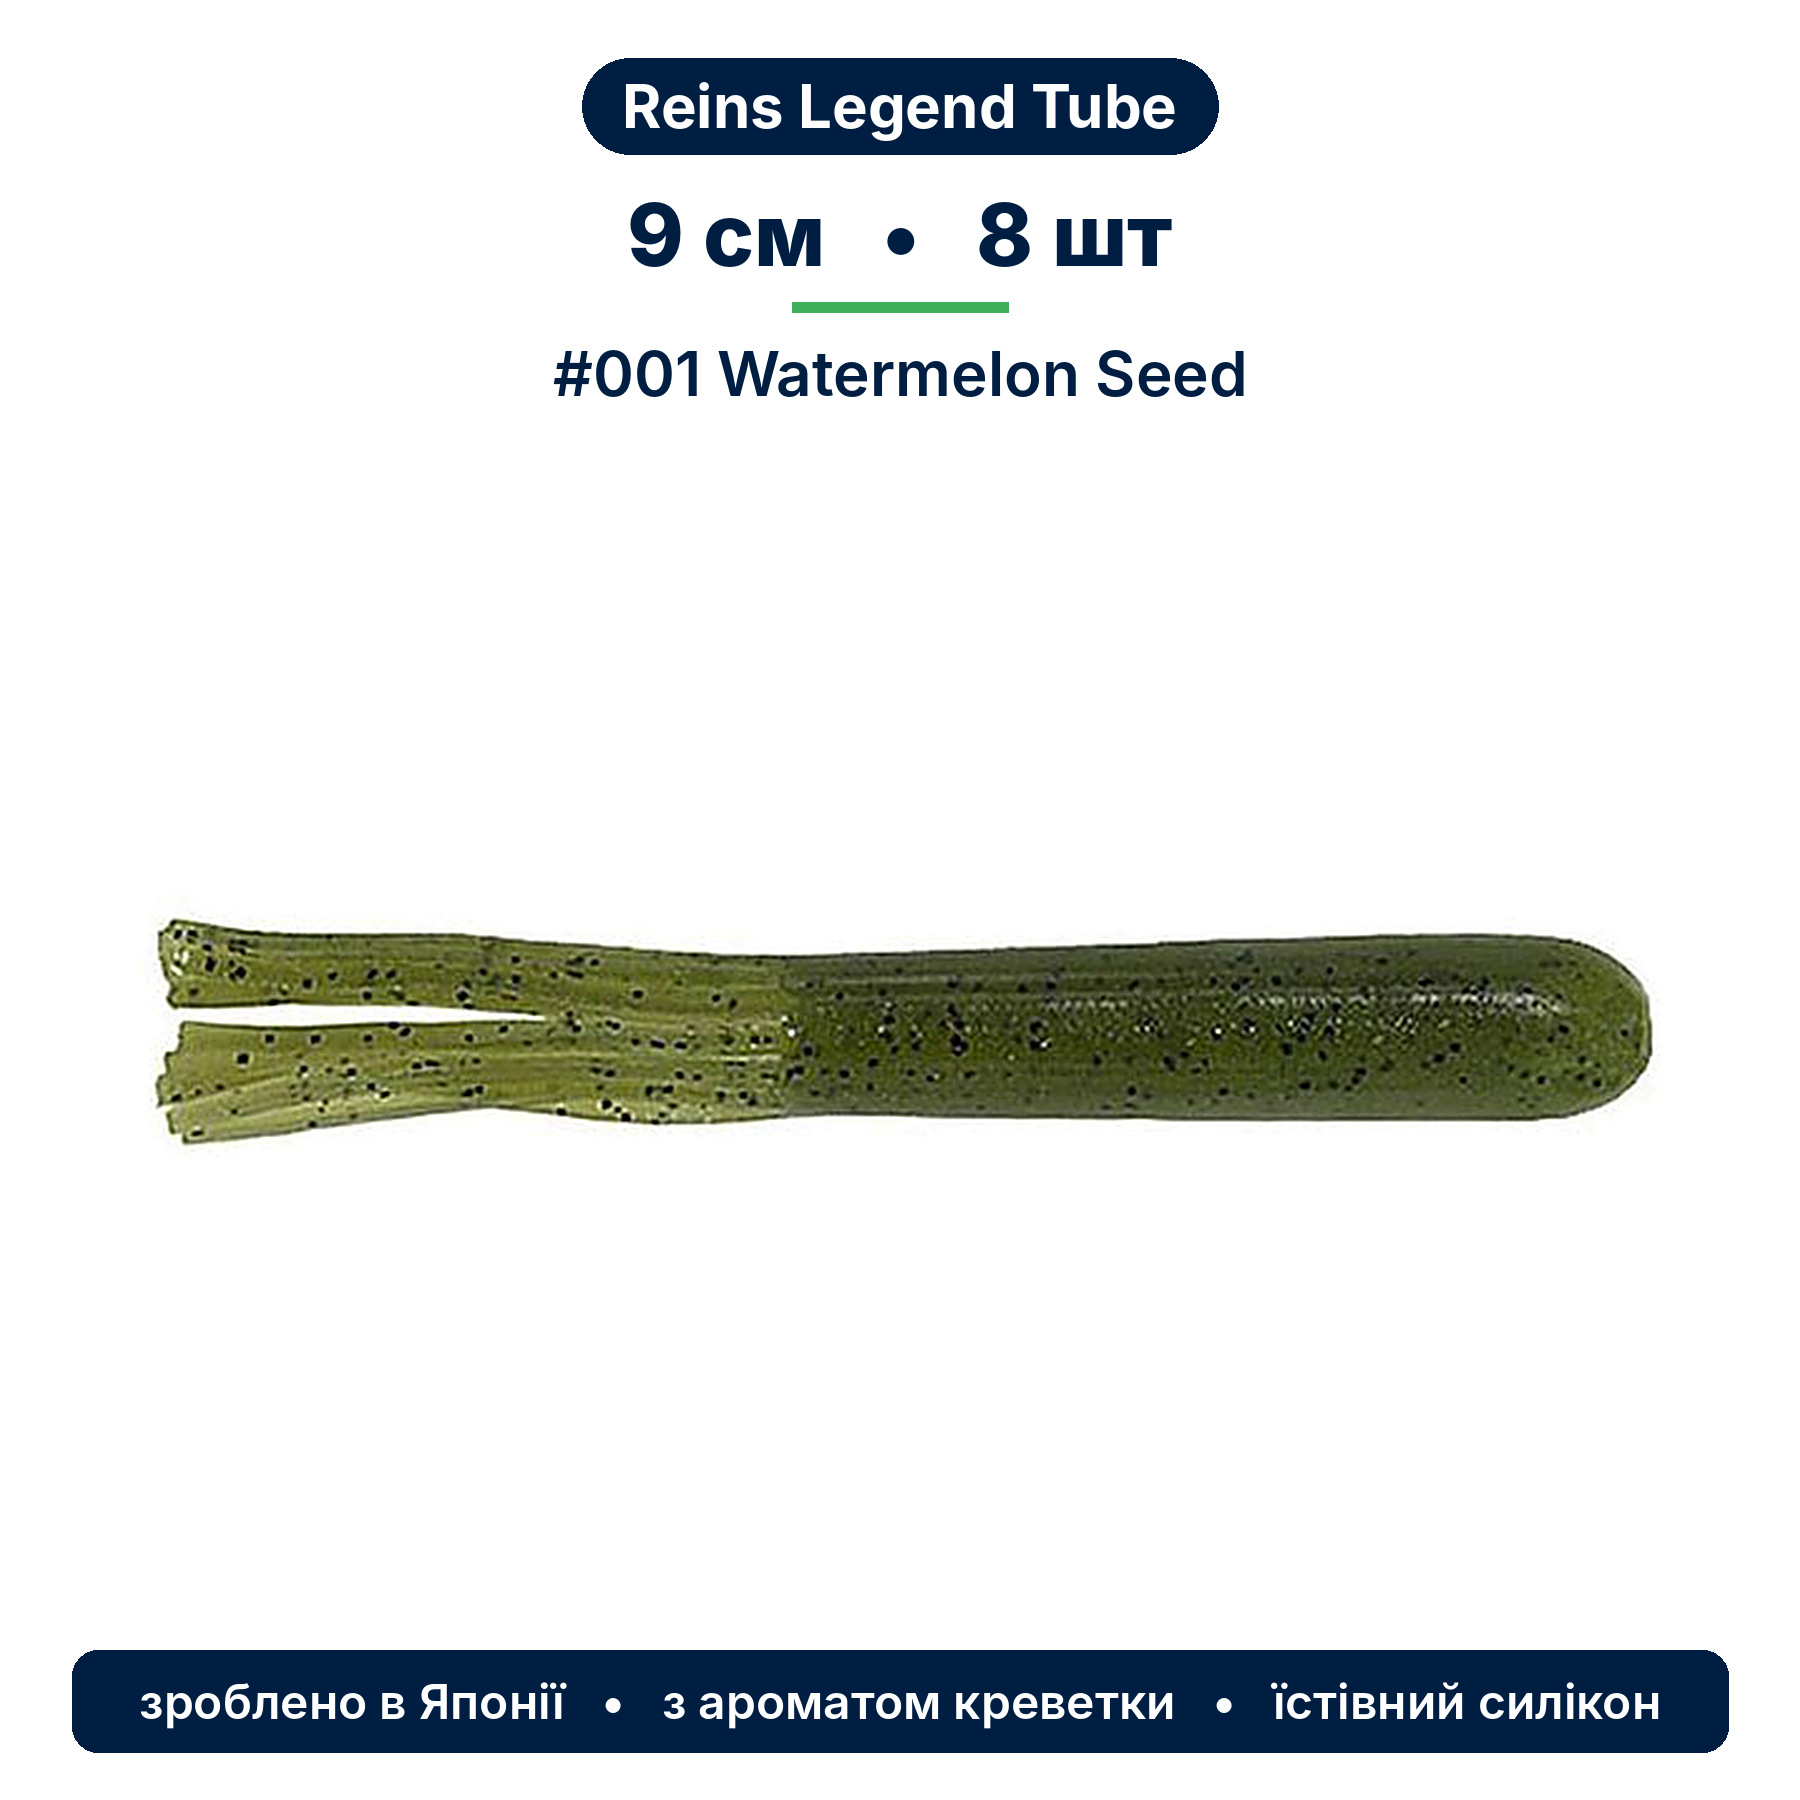 Reins Legend Tube
9 см • 8 шт
#001 Watermelon Seed
зроблено в Японії • з ароматом креветки • їстівний силікон